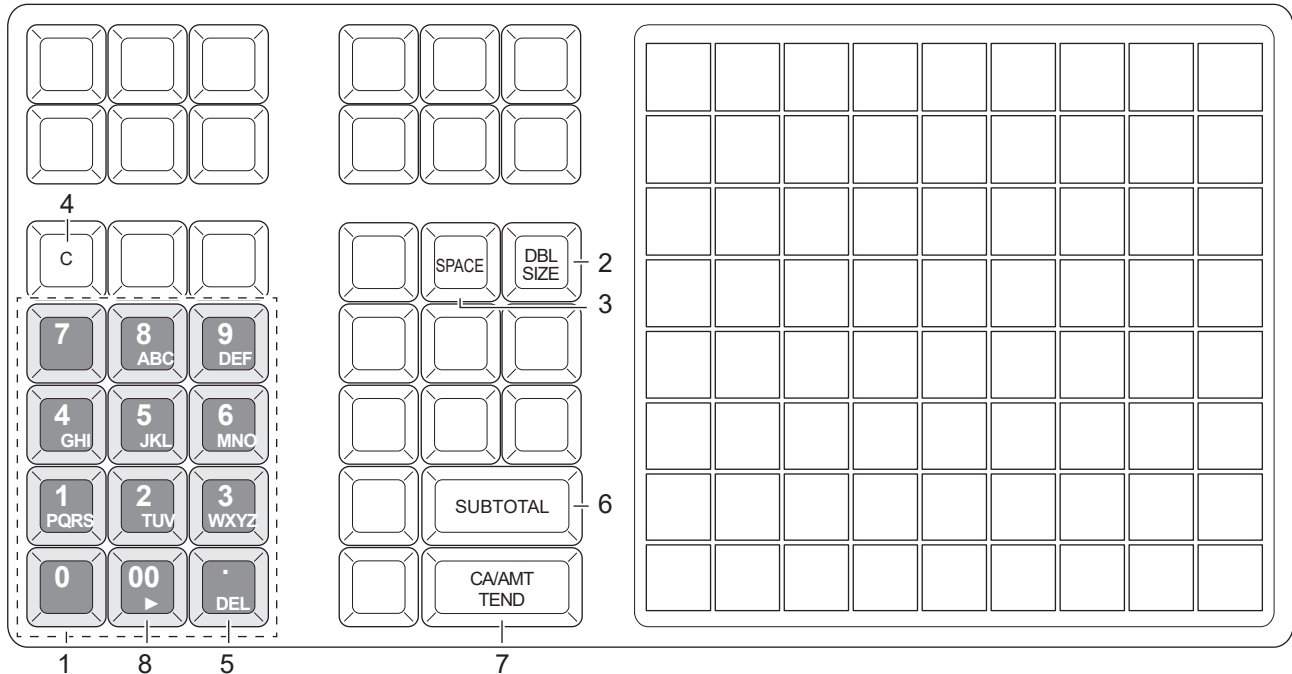 4
C
SPACE
DBL
SIZE
2
3
7
8
ABC
9
DEF
4
GHI
5
JKL
6
MNO
1
PQRS
2
TUV
3
WXYZ
SUBTOTAL
6
0
00
►
.
DEL
CA/AMT
TEND
1
8
5
7